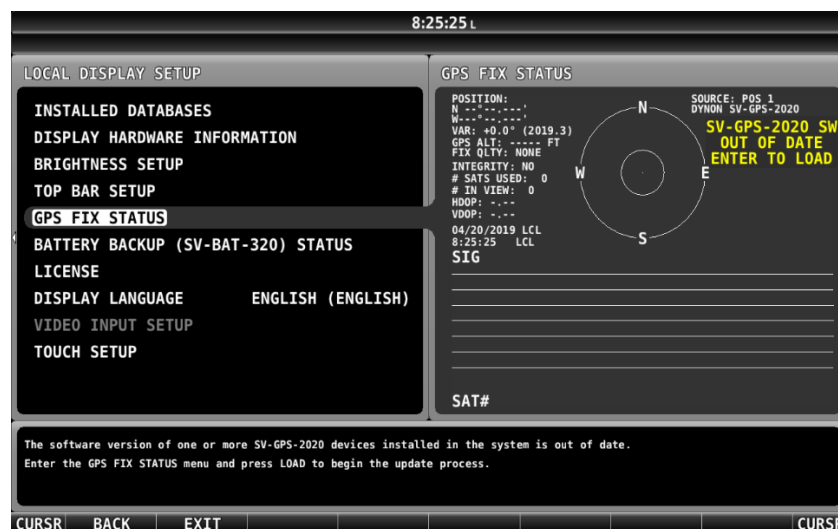 8:25:25 L
LOCAL DISPLAY SETUP
INSTALLED DATABASES
DISPLAY HARDWARE INFORMATION
BRIGHTNESS SETUP
TOP BAR SETUP
GPS FIX STATUS
BATTERY BACKUP (SV-BAT-320) STATUS
LICENSE
DISPLAY LANGUAGE ENGLISH (ENGLISH)
VIDEO INPUT SETUP
TOUCH SETUP
GPS FIX STATUS
POSITION:
N --°--.---'
W---°--.---'
VAR: +0.0° (2019.3)
GPS ALT: ----- FT
FIX QLTY: NONE
INTEGRITY: NO
# SATS USED: 0
# IN VIEW: 0
HDOP: -.--
VDOP: -.--
04/20/2019 LCL
8:25:25 LCL
SIG
N
W
E
S
SOURCE: POS 1
DYNON SV-GPS-2020
SV-GPS-2020 SW
OUT OF DATE
ENTER TO LOAD
SAT#
The software version of one or more SV-GPS-2020 devices installed in the system is out of date.
Enter the GPS FIX STATUS menu and press LOAD to begin the update process.
CURSR BACK EXIT CURS